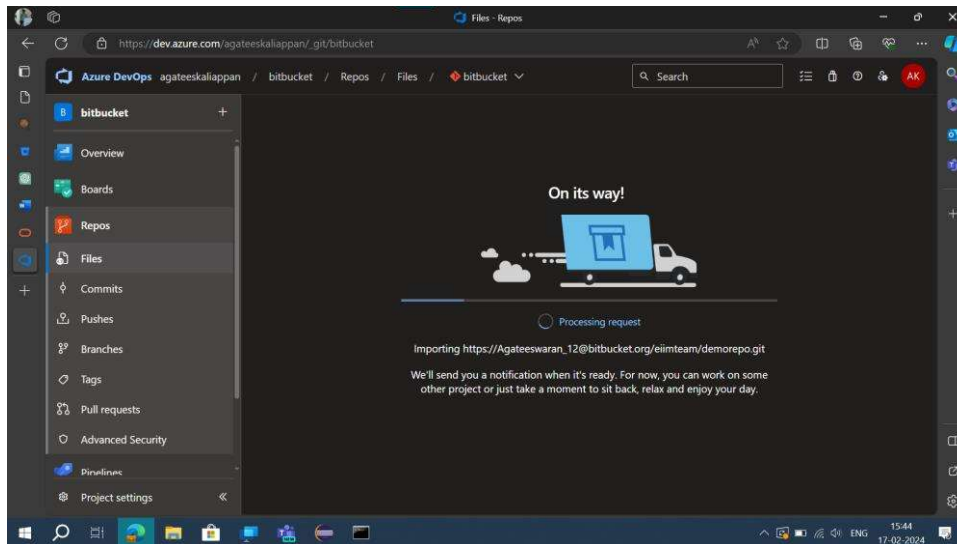 Files - Repos
https://dev.azure.com/agateeskaliappan/_git/bitbucket
Azure DevOps agateeskaliappan / bitbucket / Repos / Files / bitbucket
Search
AK
B bitbucket
Overview
Boards
Repos
Files
Commits
Pushes
Branches
Tags
Pull requests
Advanced Security
Pipelines
Project settings
On its way!
Processing request
Importing https://Agateeswaran_12@bitbucket.org/eiimteam/demorepo.git
We'll send you a notification when it's ready. For now, you can work on some
other project or just take a moment to sit back, relax and enjoy your day.
ENG
15:44
17-02-2024